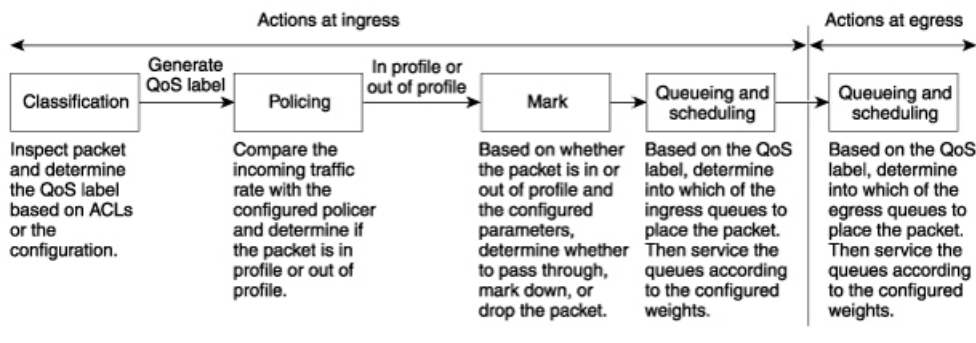 Actions at ingress
Actions at egress
Generate
QoS label
In profile or
out of profile
Classification
Policing
Mark
Queueing and
scheduling
Queueing and
scheduling
Inspect packet
and determine
the QoS label
based on ACLs
or the
configuration.
Compare the
incoming traffic
rate with the
configured policer
and determine if
the packet is in
profile or out of
profile.
Based on whether
the packet is in or
out of profile and
the configured
parameters,
determine whether
to pass through,
mark down, or
drop the packet.
Based on the QoS
label, determine
into which of the
ingress queues to
place the packet.
Then service the
queues according
to the configured
weights.
Based on the QoS
label, determine
into which of the
egress queues to
place the packet.
Then service the
queues according
to the configured
weights.